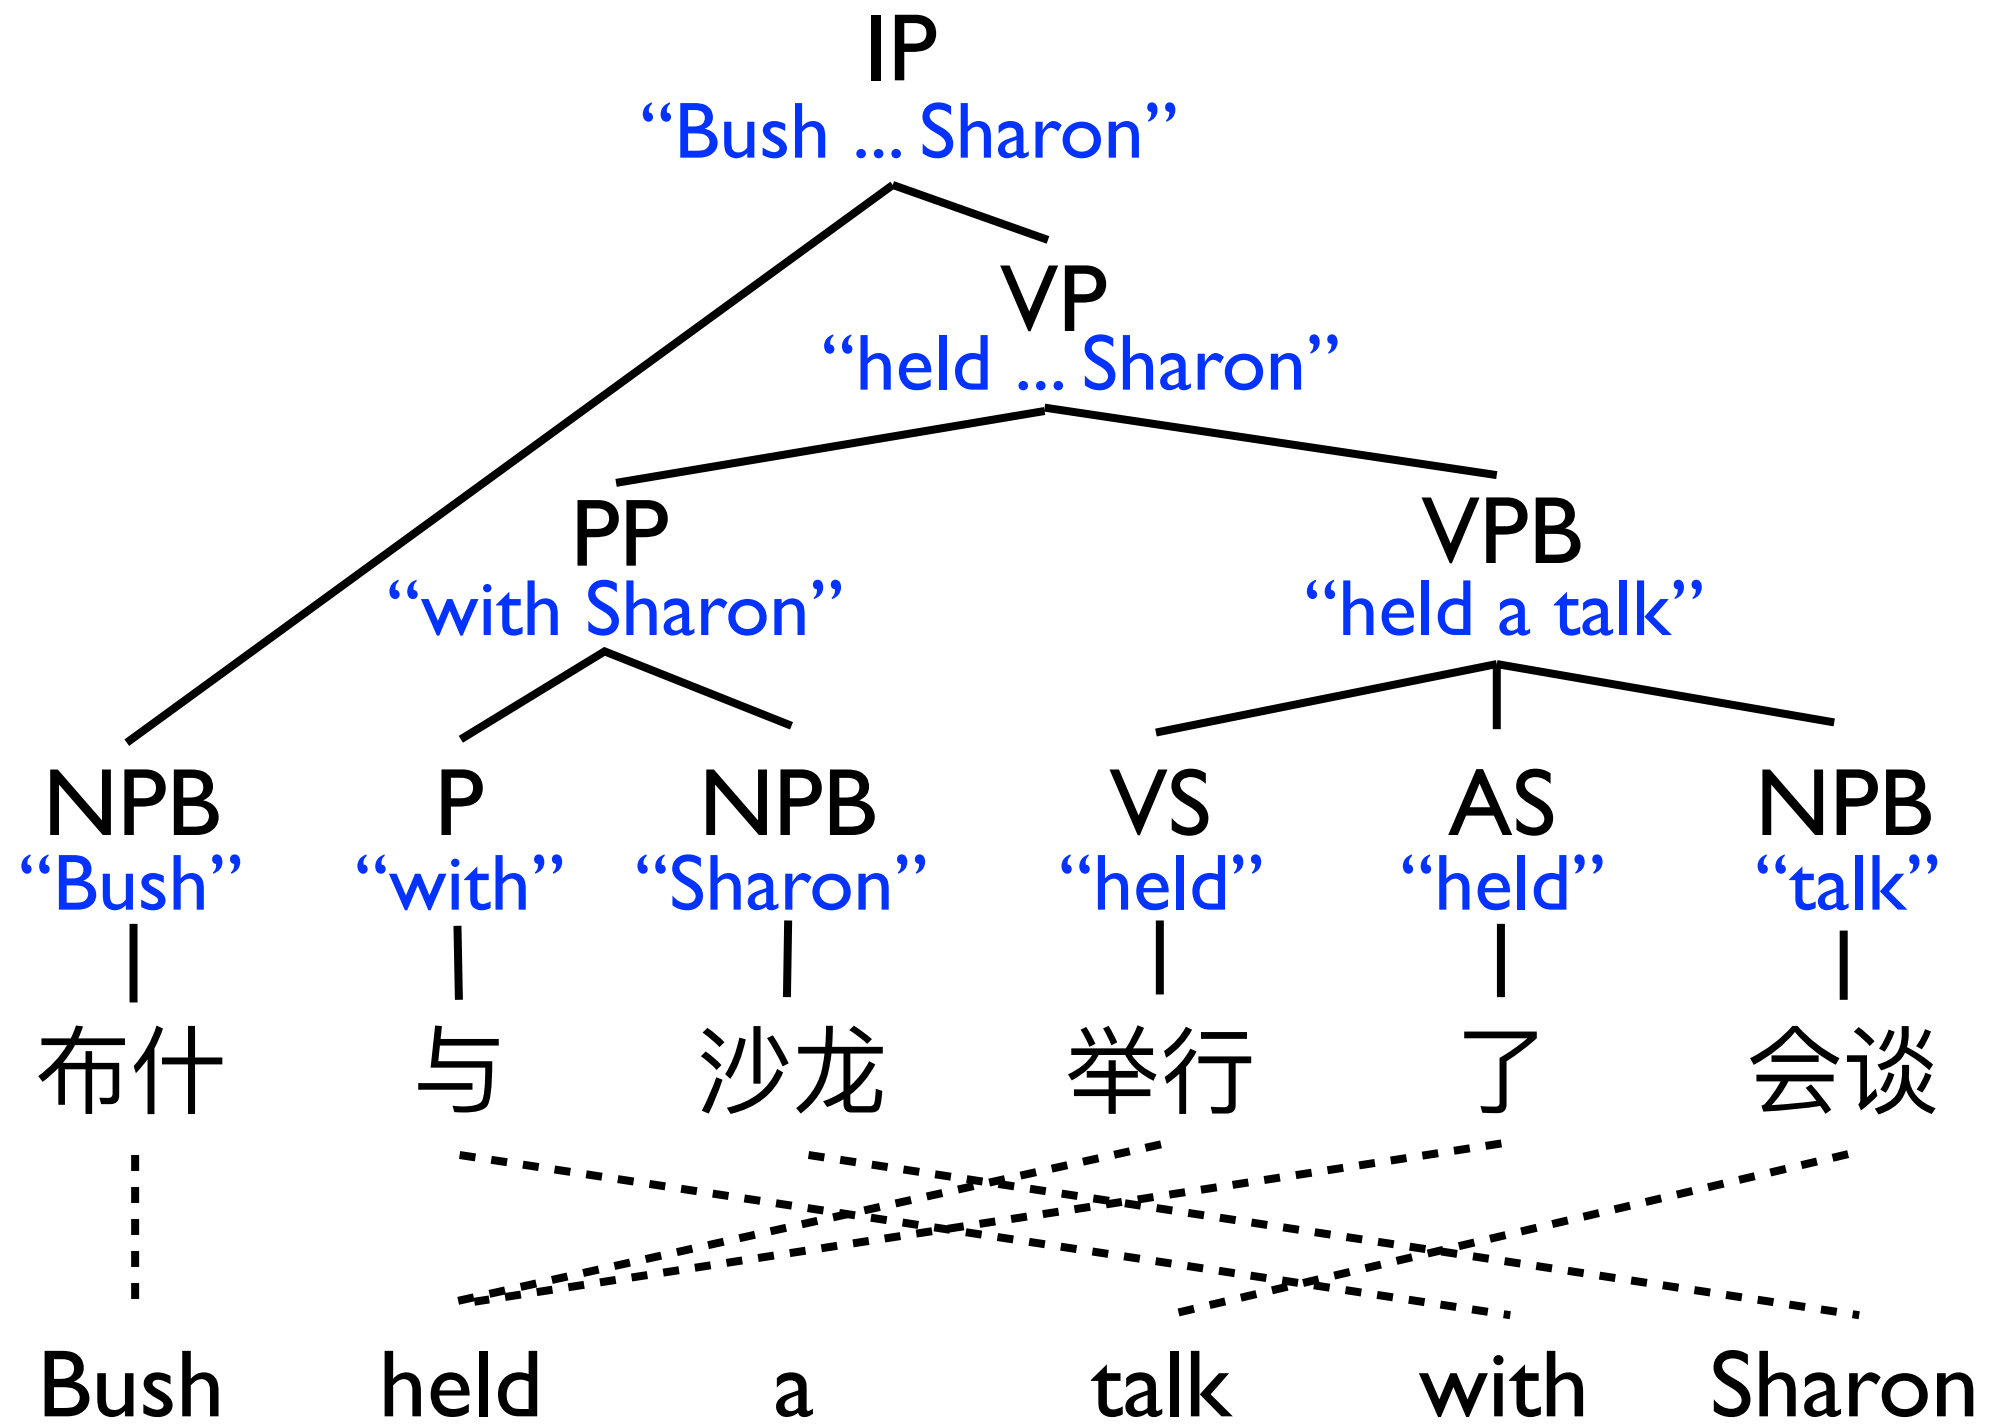 IP
“Bush ... Sharon”
VP
“held ... Sharon”
PP VPB
“with Sharon” “held a talk”
NPB P NPB VS AS NPB
“Bush” “with” “Sharon” “held” “held” “talk”
布什 与 沙龙 举行 了 会谈
Bush held a talk with Sharon